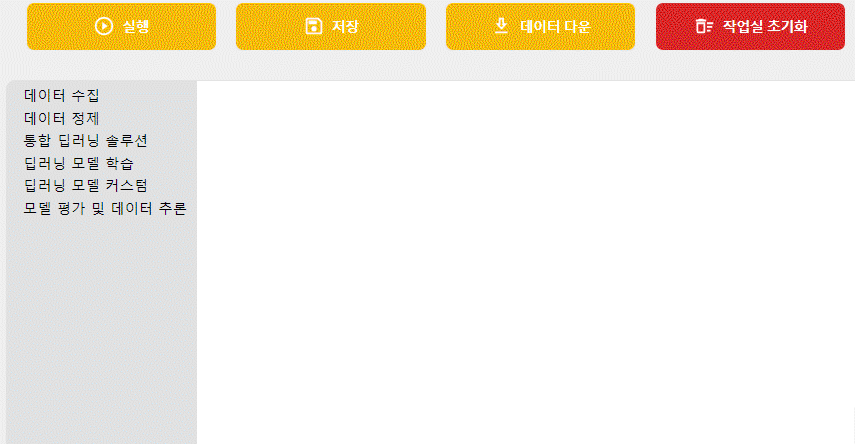 실행
저장
데이터 다운
작업실 초기화
데이터 수집
데이터 정제
통합 딥러닝 솔루션
딥러닝 모델 학습
딥러닝 모델 커스텀
모델 평가 및 데이터 추론